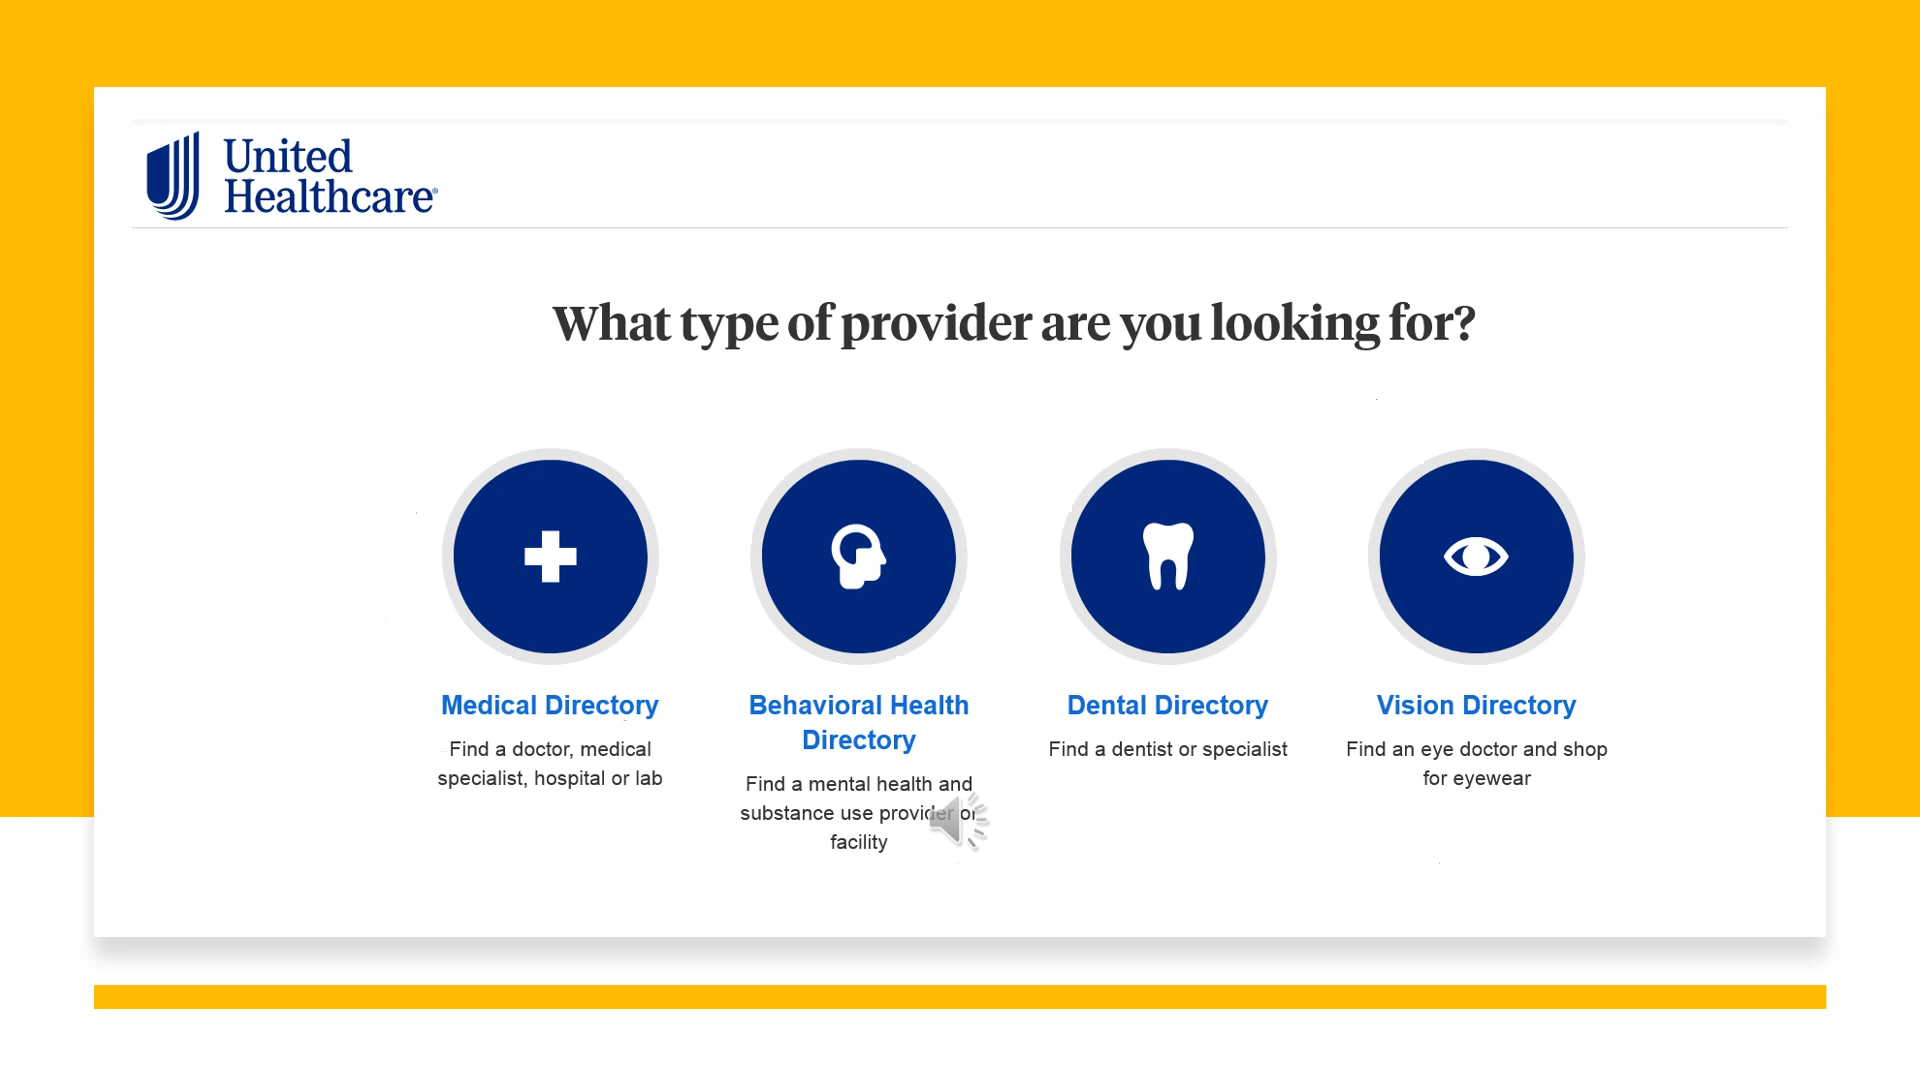 United
Healthcare®
What type of provider are you looking for?
Medical Directory
Find a doctor, medical
specialist, hospital or lab
Behavioral Health
Directory
Find a mental health and
substance use provider or
facility
Dental Directory
Find a dentist or specialist
Vision Directory
Find an eye doctor and shop
for eyewear